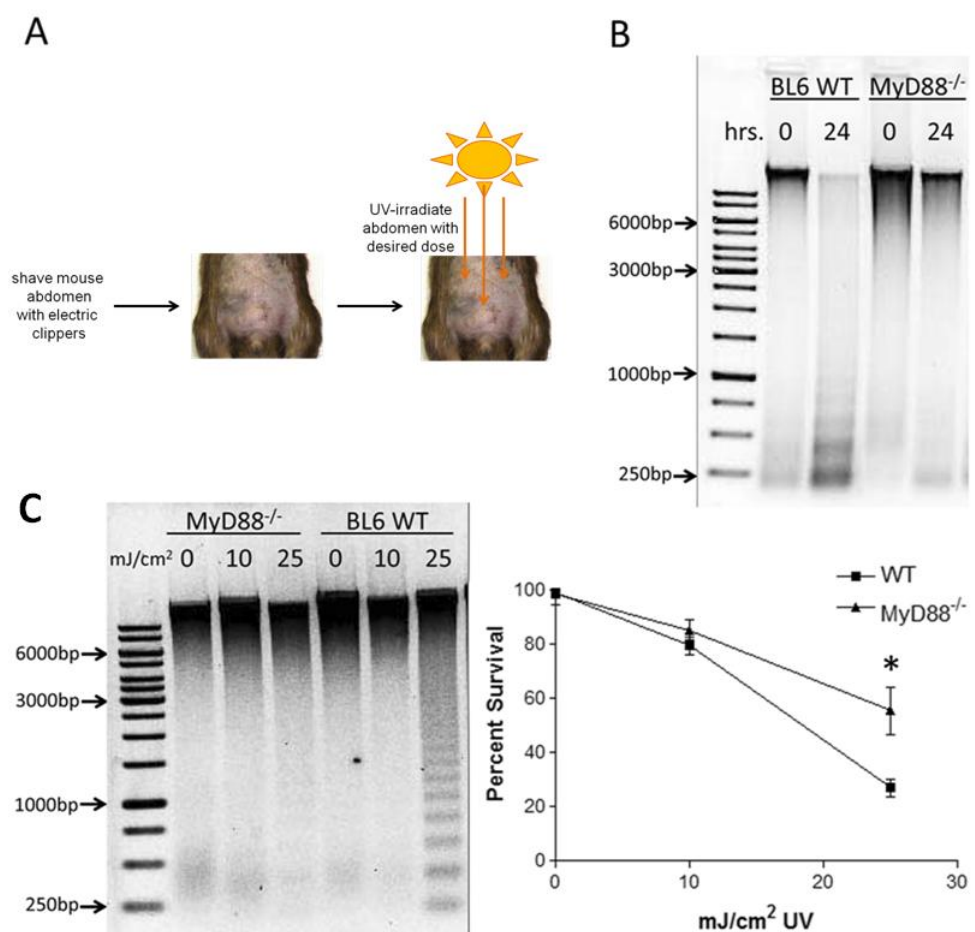 A
shave mouse
abdomen
with electric
clippers
UV-irradiate
abdomen with
desired dose
B
BL6 WT MyD88⁻/⁻
hrs. 0 24 0 24
6000bp
3000bp
1000bp
250bp
C
MyD88⁻/⁻ BL6 WT
mJ/cm² 0 10 25 0 10 25
6000bp
3000bp
1000bp
250bp
WT
MyD88⁻/⁻
*
Percent Survival
100
80
60
40
20
0
0 10 20 30
mJ/cm² UV